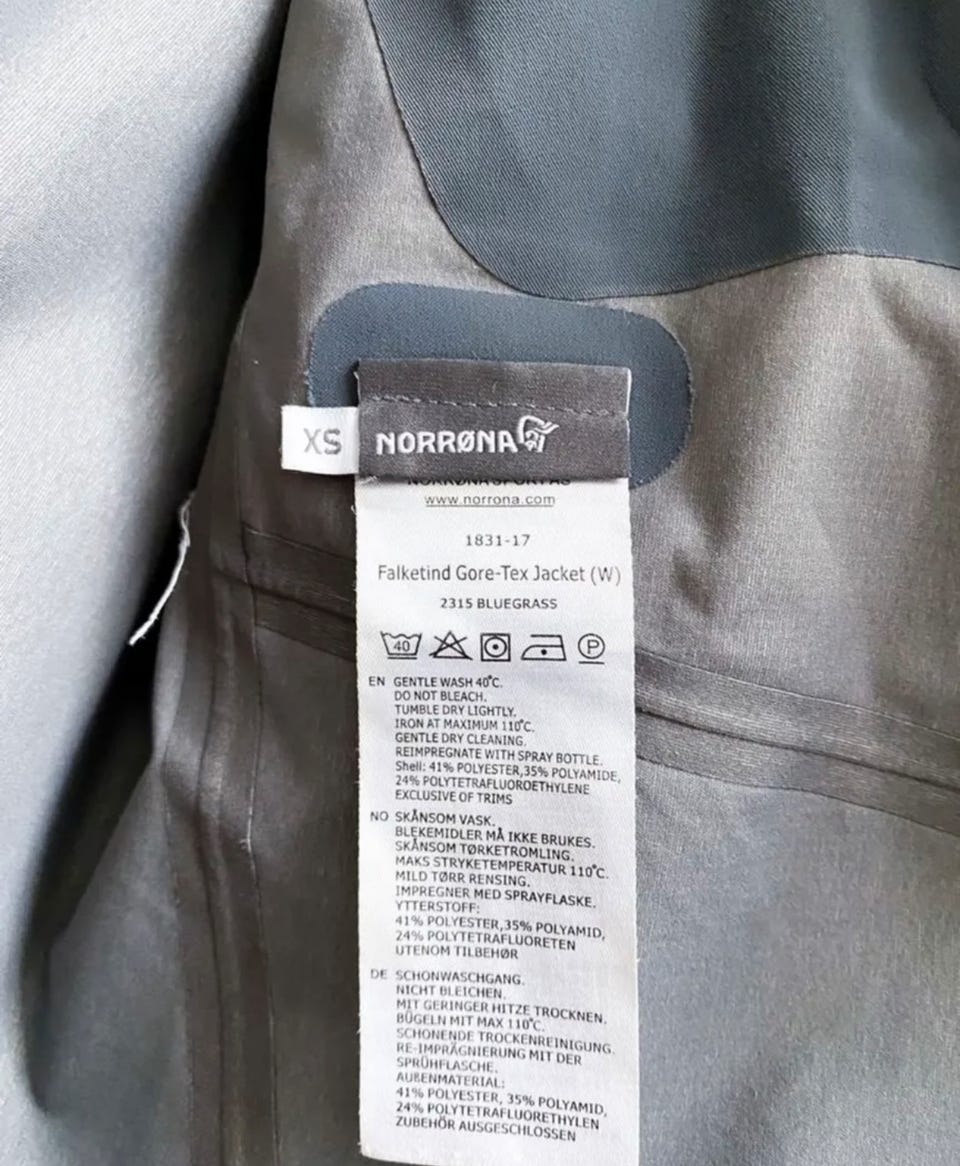 XS
NORRØNA
NORRØNA SPORT AS
www.norrona.com
1831-17
Falketind Gore-Tex Jacket (W)
2315 BLUEGRASS
40 P
EN GENTLE WASH 40°C.
DO NOT BLEACH.
TUMBLE DRY LIGHTLY.
IRON AT MAXIMUM 110°C.
GENTLE DRY CLEANING.
REIMPREGNATE WITH SPRAY BOTTLE.
Shell: 41% POLYESTER,35% POLYAMIDE,
24% POLYTETRAFLUOROETHYLENE
EXCLUSIVE OF TRIMS
NO SKÅNSOM VASK.
BLEKEMIDLER MÅ IKKE BRUKES.
SKÅNSOM TØRKETROMLING.
MAKS STRYKETEMPERATUR 110°C.
MILD TØRR RENSING.
IMPREGNER MED SPRAYFLASKE.
YTTERSTOFF:
41% POLYESTER,35% POLYAMID,
24% POLYTETRAFLUORETEN
UTENOM TILBEHØR
DE SCHONWASCHGANG.
NICHT BLEICHEN.
MIT GERINGER HITZE TROCKNEN.
BÜGELN MIT MAX 110°C.
SCHONENDE TROCKENREINIGUNG.
RE-IMPRÄGNIERUNG MIT DER
SPRÜHFLASCHE.
AUßENMATERIAL:
41% POLYESTER, 35% POLYAMID,
24% POLYTETRAFLUORETHYLEN
ZUBEHÖR AUSGESCHLOSSEN